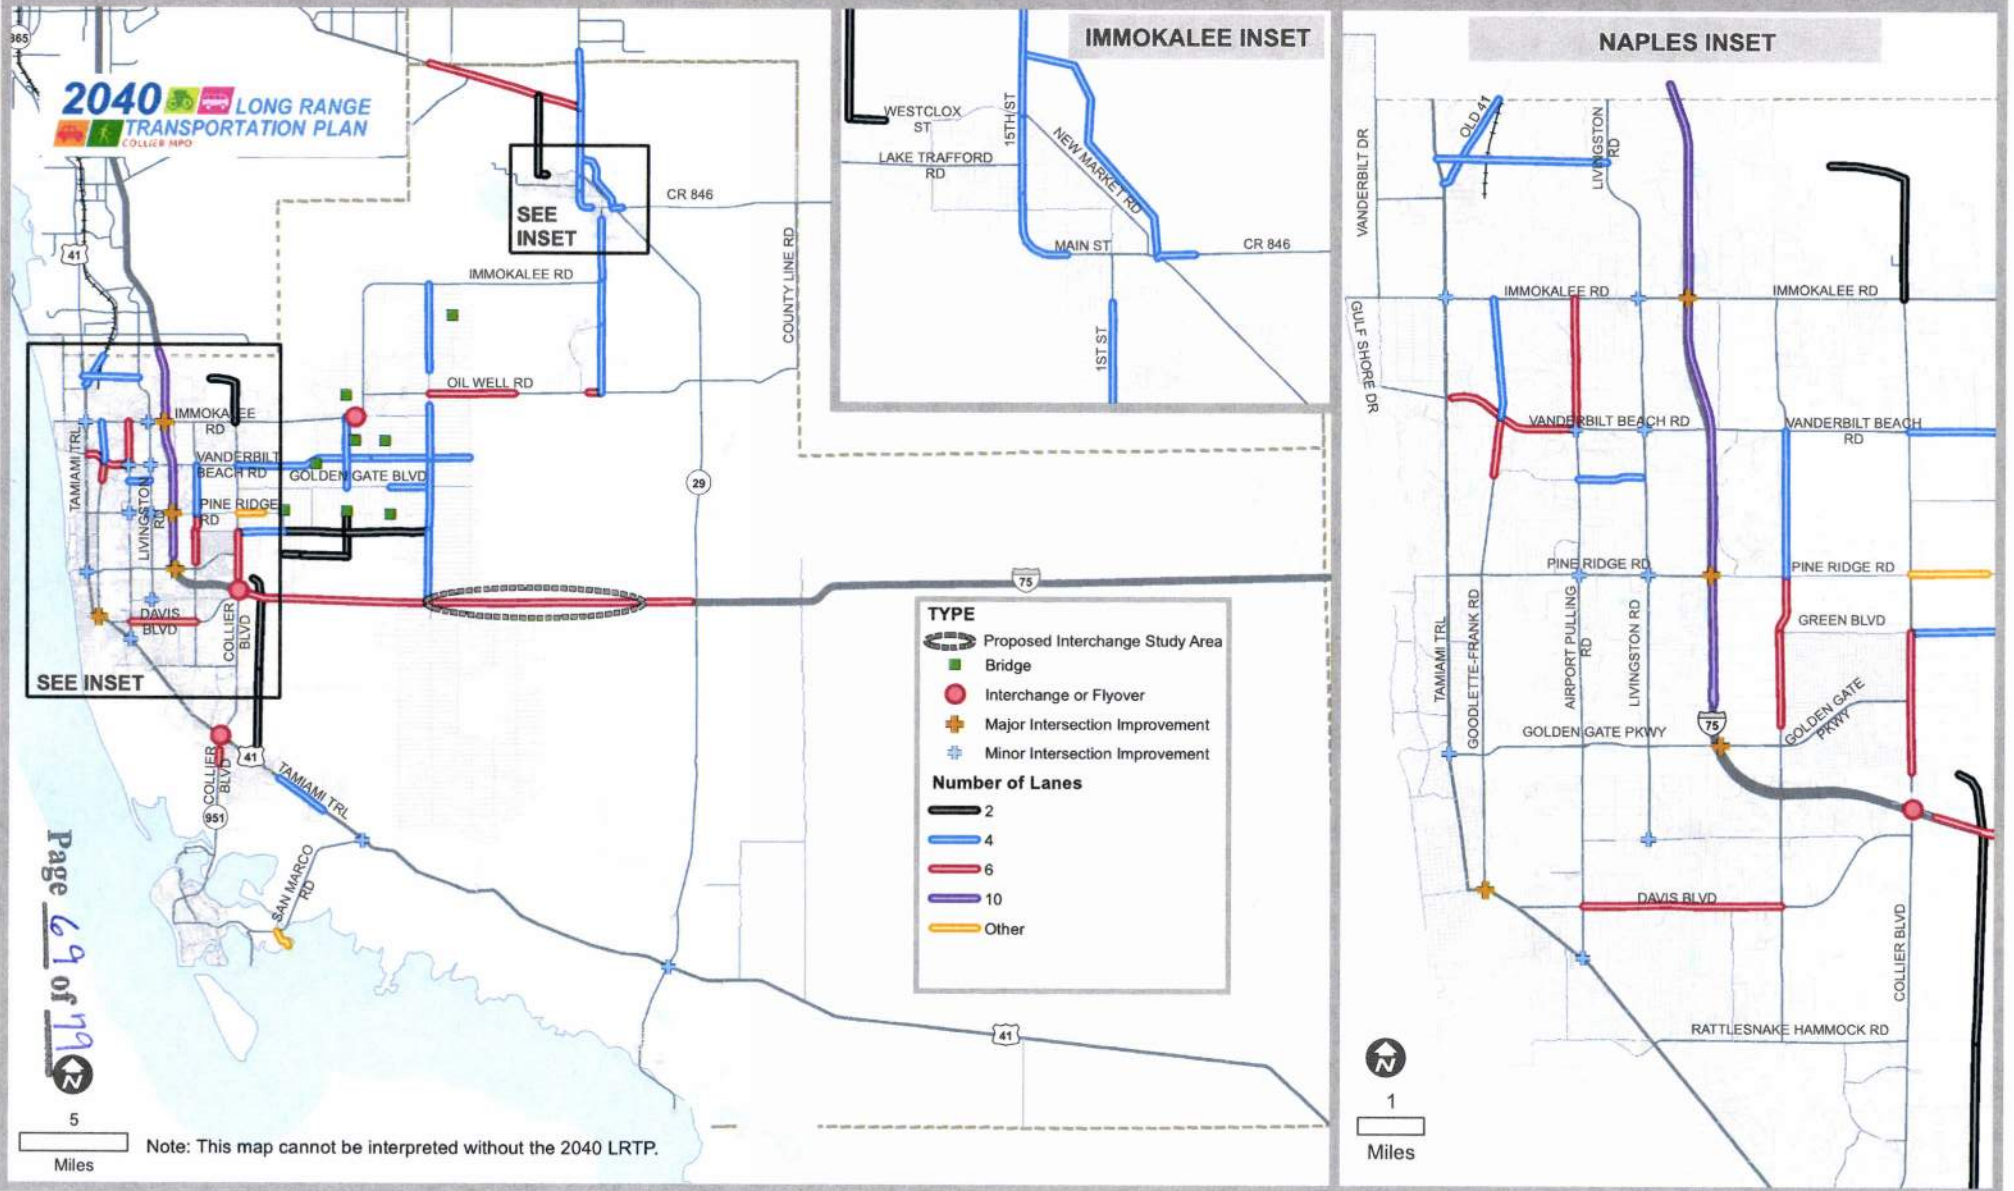 865
2040 LONG RANGE
TRANSPORTATION PLAN
COLLIER MPO
41
SEE
INSET
CR 846
IMMOKALEE RD
COUNTY LINE RD
OIL WELL RD
IMMOKALEE
RD
TAMIAMI TRL
VANDERBILT
BEACH RD
GOLDEN GATE BLVD
LIVINGSTON
RD
PINE RIDGE
RD
29
75
DAVIS
BLVD
COLLIER
BLVD
SEE INSET
41
COLLIER
BLVD
TAMIAMI TRL
951
SAN MARCO
RD
41
Page 69 of 79
N
5
Miles
Note: This map cannot be interpreted without the 2040 LRTP.
TYPE
Proposed Interchange Study Area
Bridge
Interchange or Flyover
Major Intersection Improvement
Minor Intersection Improvement
Number of Lanes
2
4
6
10
Other
IMMOKALEE INSET
WESTCLOX
ST
15TH ST
LAKE TRAFFORD
RD
NEW MARKET RD
MAIN ST
CR 846
1ST ST
NAPLES INSET
OLD 41
VANDERBILT DR
LIVINGSTON
RD
IMMOKALEE RD
IMMOKALEE RD
GULF SHORE DR
VANDERBILT BEACH RD
VANDERBILT BEACH
RD
PINE RIDGE RD
PINE RIDGE RD
TAMIAMI TRL
GOODLETTE-FRANK RD
AIRPORT PULLING
RD
LIVINGSTON RD
GREEN BLVD
75
GOLDEN GATE PKWY
GOLDEN GATE
PKWY
DAVIS BLVD
COLLIER BLVD
RATTLESNAKE HAMMOCK RD
N
1
Miles